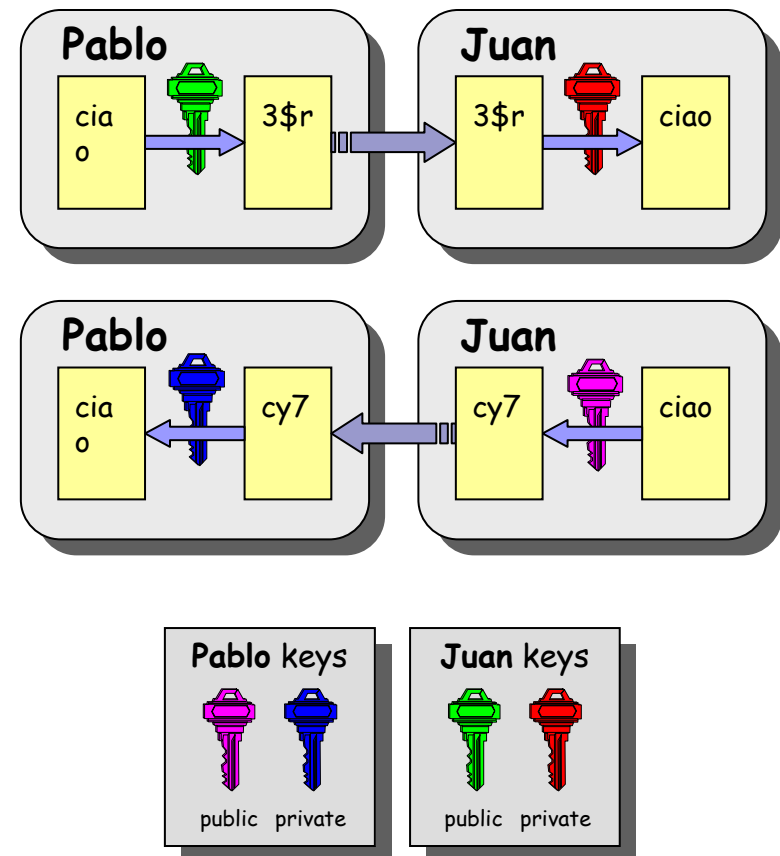 Pablo
Juan
cia
o
3$r
3$r
ciao
Pablo
Juan
cia
o
cy7
cy7
ciao
Pablo keys
Juan keys
public private
public private